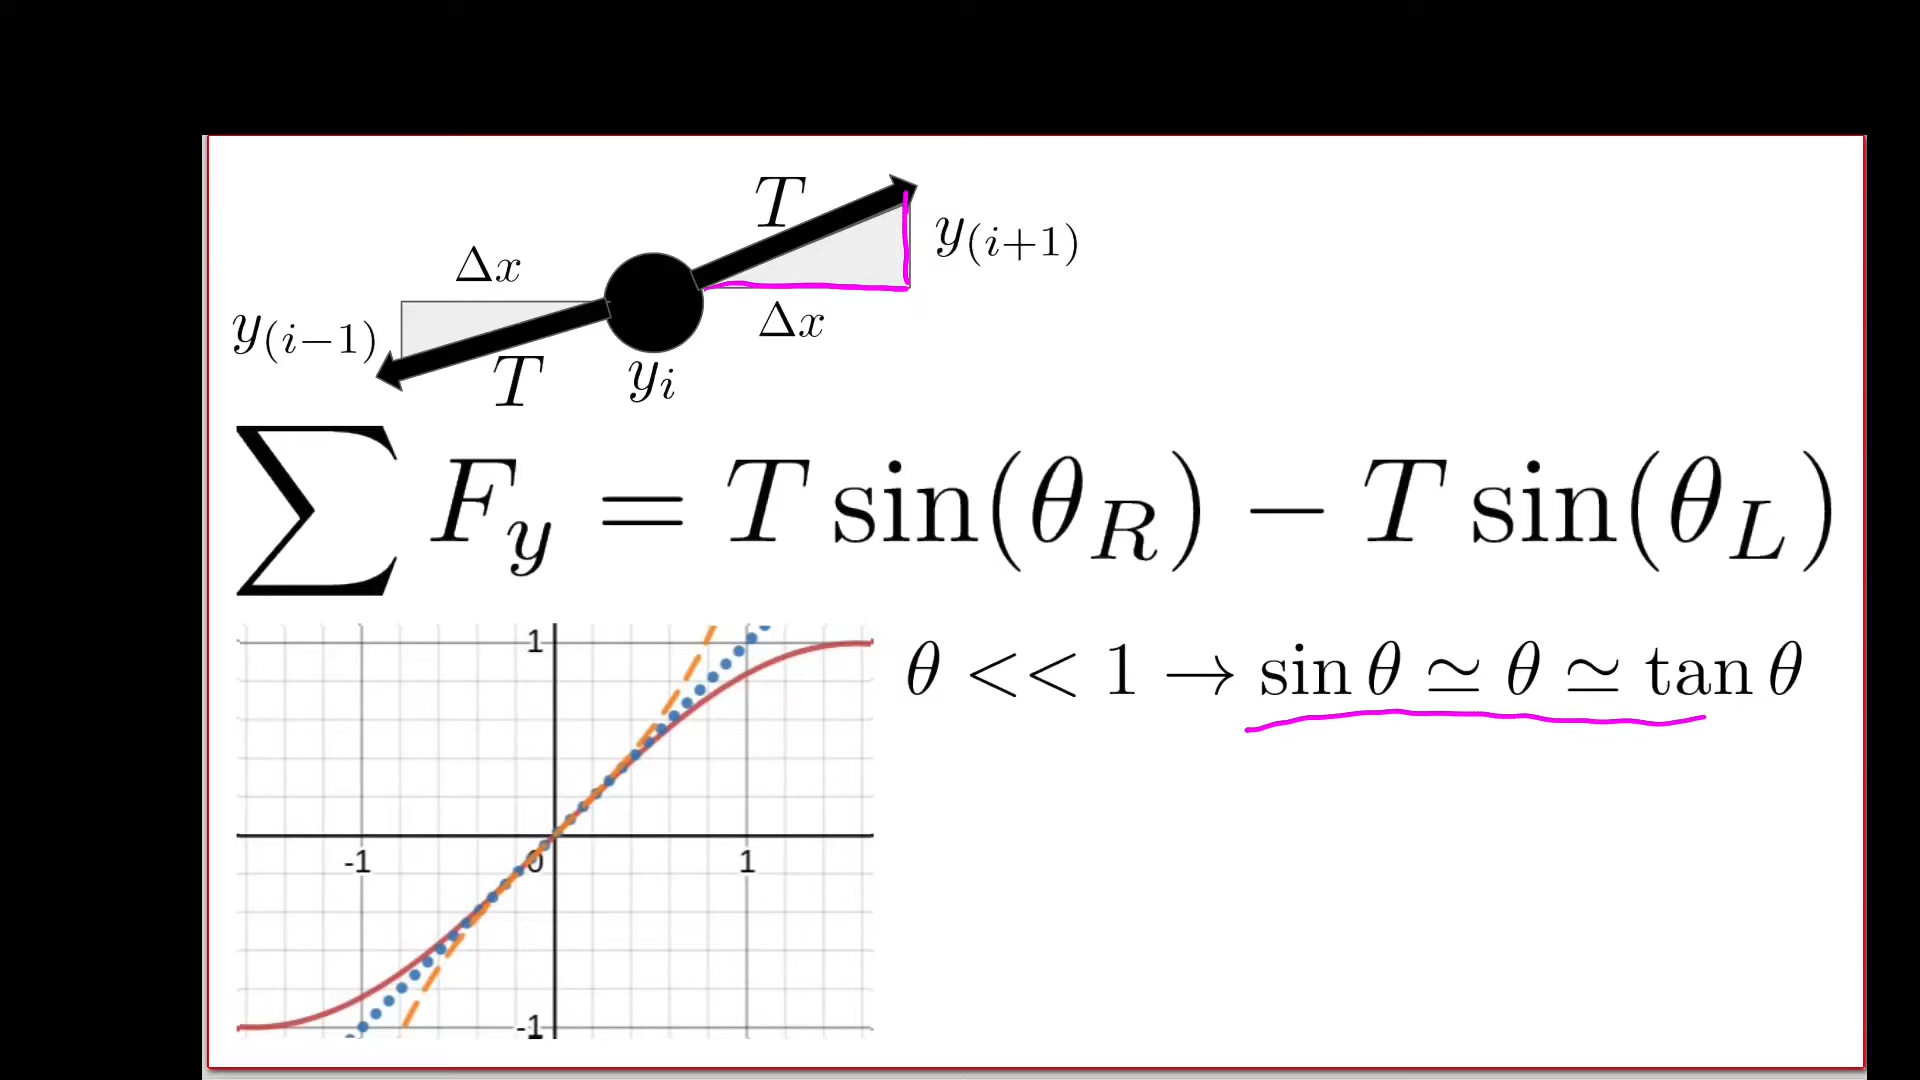 T
y(i+1)
Δx
Δx
y(i−1)
T
yi
∑ Fy = T sin(θR) − T sin(θL)
1
θ << 1 → sin θ ≃ θ ≃ tan θ
-1 0 1
-1